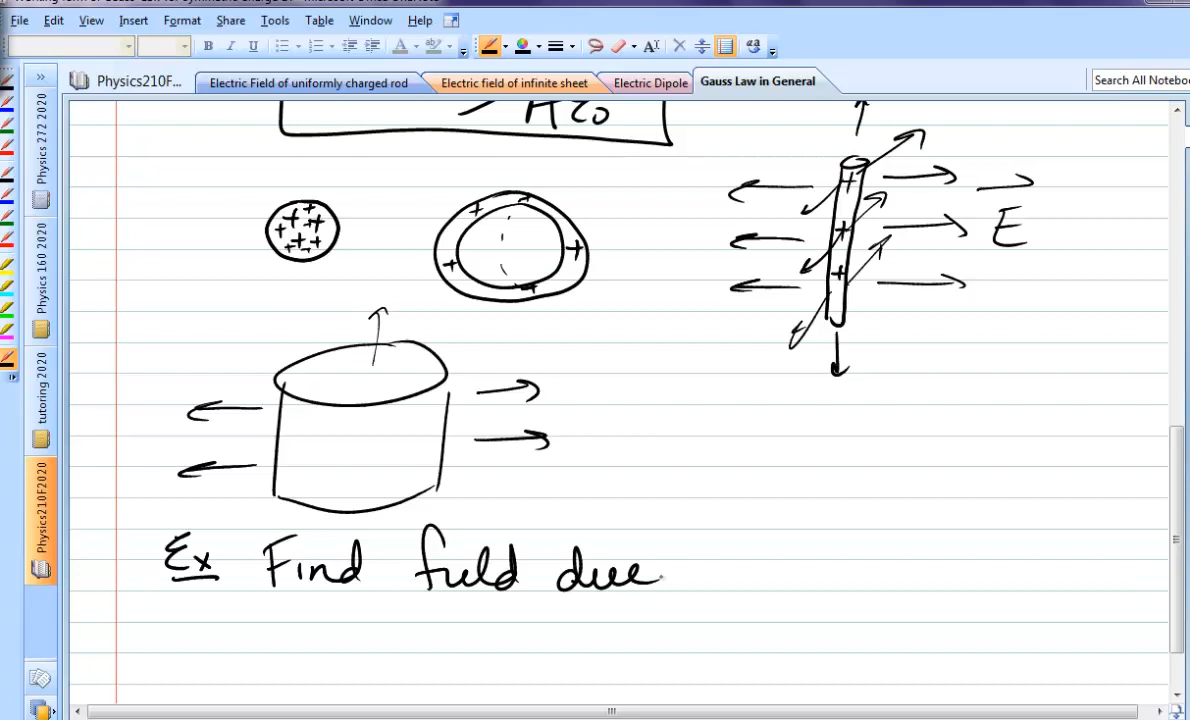 File Edit View Insert Format Share Tools Table Window Help
B I U
Physics210F... Electric Field of uniformly charged rod Electric field of infinite sheet Electric Dipole Gauss Law in General Search All Notebo
Physics 272 2020
Physics 160 2020
tutoring 2020
Physics210F2020
E
Ex Find field due